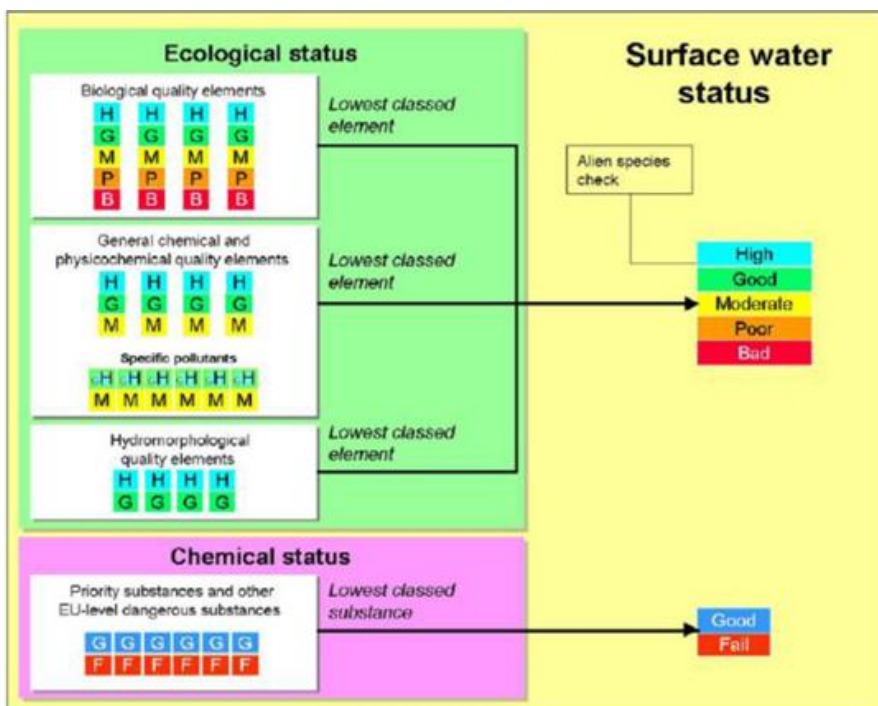 Ecological status
Biological quality elements
H H H H
G G G G
M M M M
P P P P
B B B B
Lowest classed
element
General chemical and
physicochemical quality elements
H H H H
G G G G
M M M M
Lowest classed
element
Specific pollutants
H H H H H H
M M M M M M
Hydromorphological
quality elements
H H H H
G G G G
Lowest classed
element
Surface water
status
Alien species
check
High
Good
Moderate
Poor
Bad
Chemical status
Priority substances and other
EU-level dangerous substances
G G G G G G
F F F F F F
Lowest classed
substance
Good
Fail